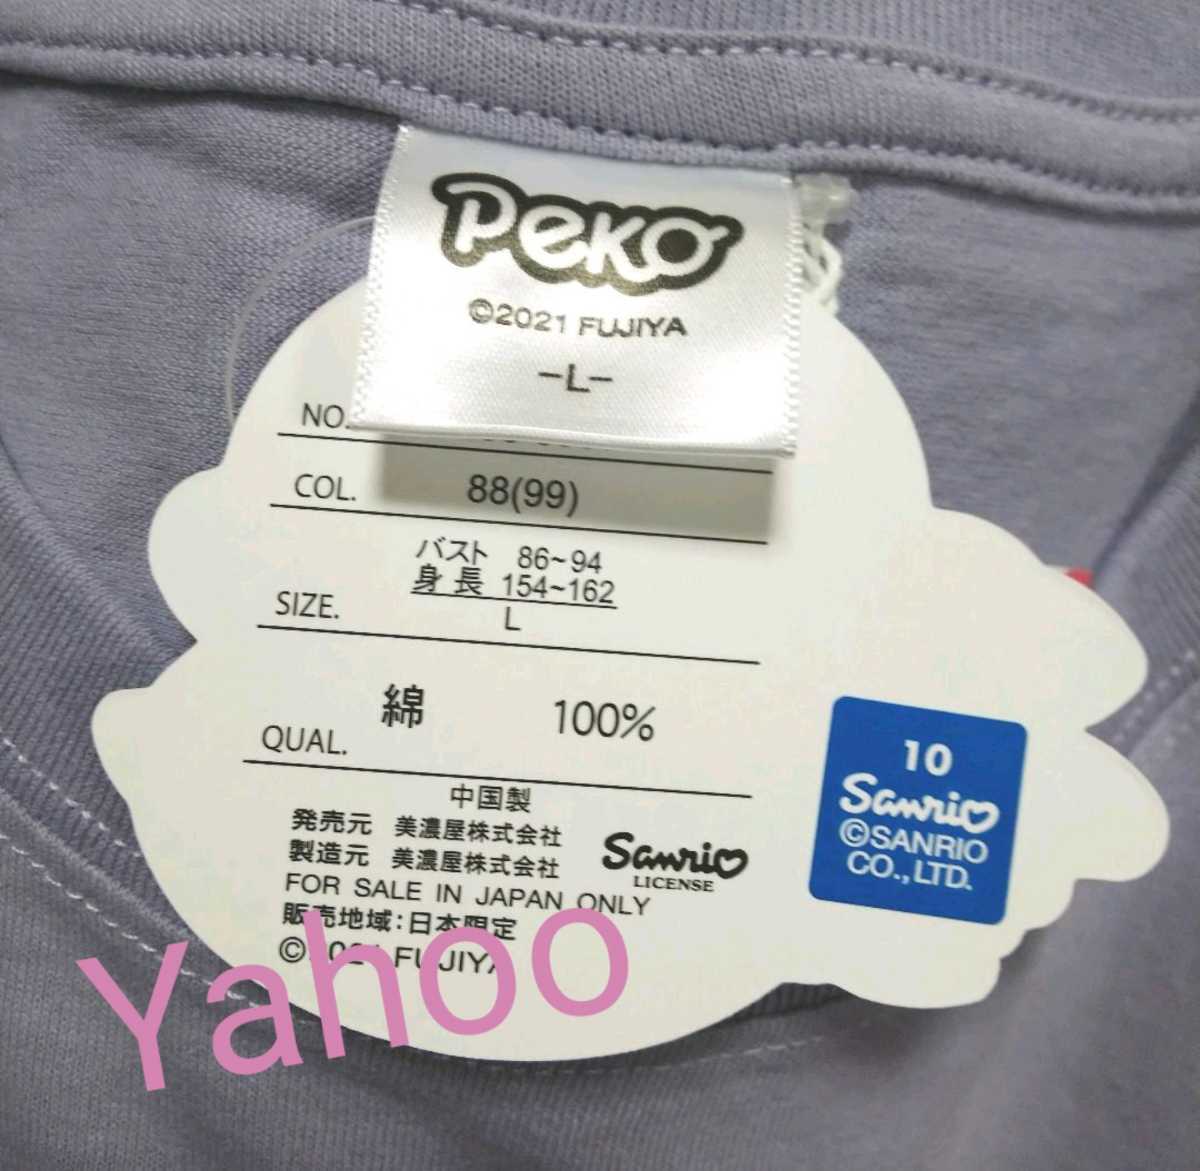 Peko
©2021 FUJIYA
-L-
NO.
COL. 88(99)
バスト 86~94
身長 154~162
SIZE. L
綿 100%
QUAL.
中国製
発売元 美濃屋株式会社
製造元 美濃屋株式会社
Sanrio
LICENSE
FOR SALE IN JAPAN ONLY
販売地域:日本限定
©2021 FUJIYA
10
Sanrio
©SANRIO
CO.,LTD.
Yahoo